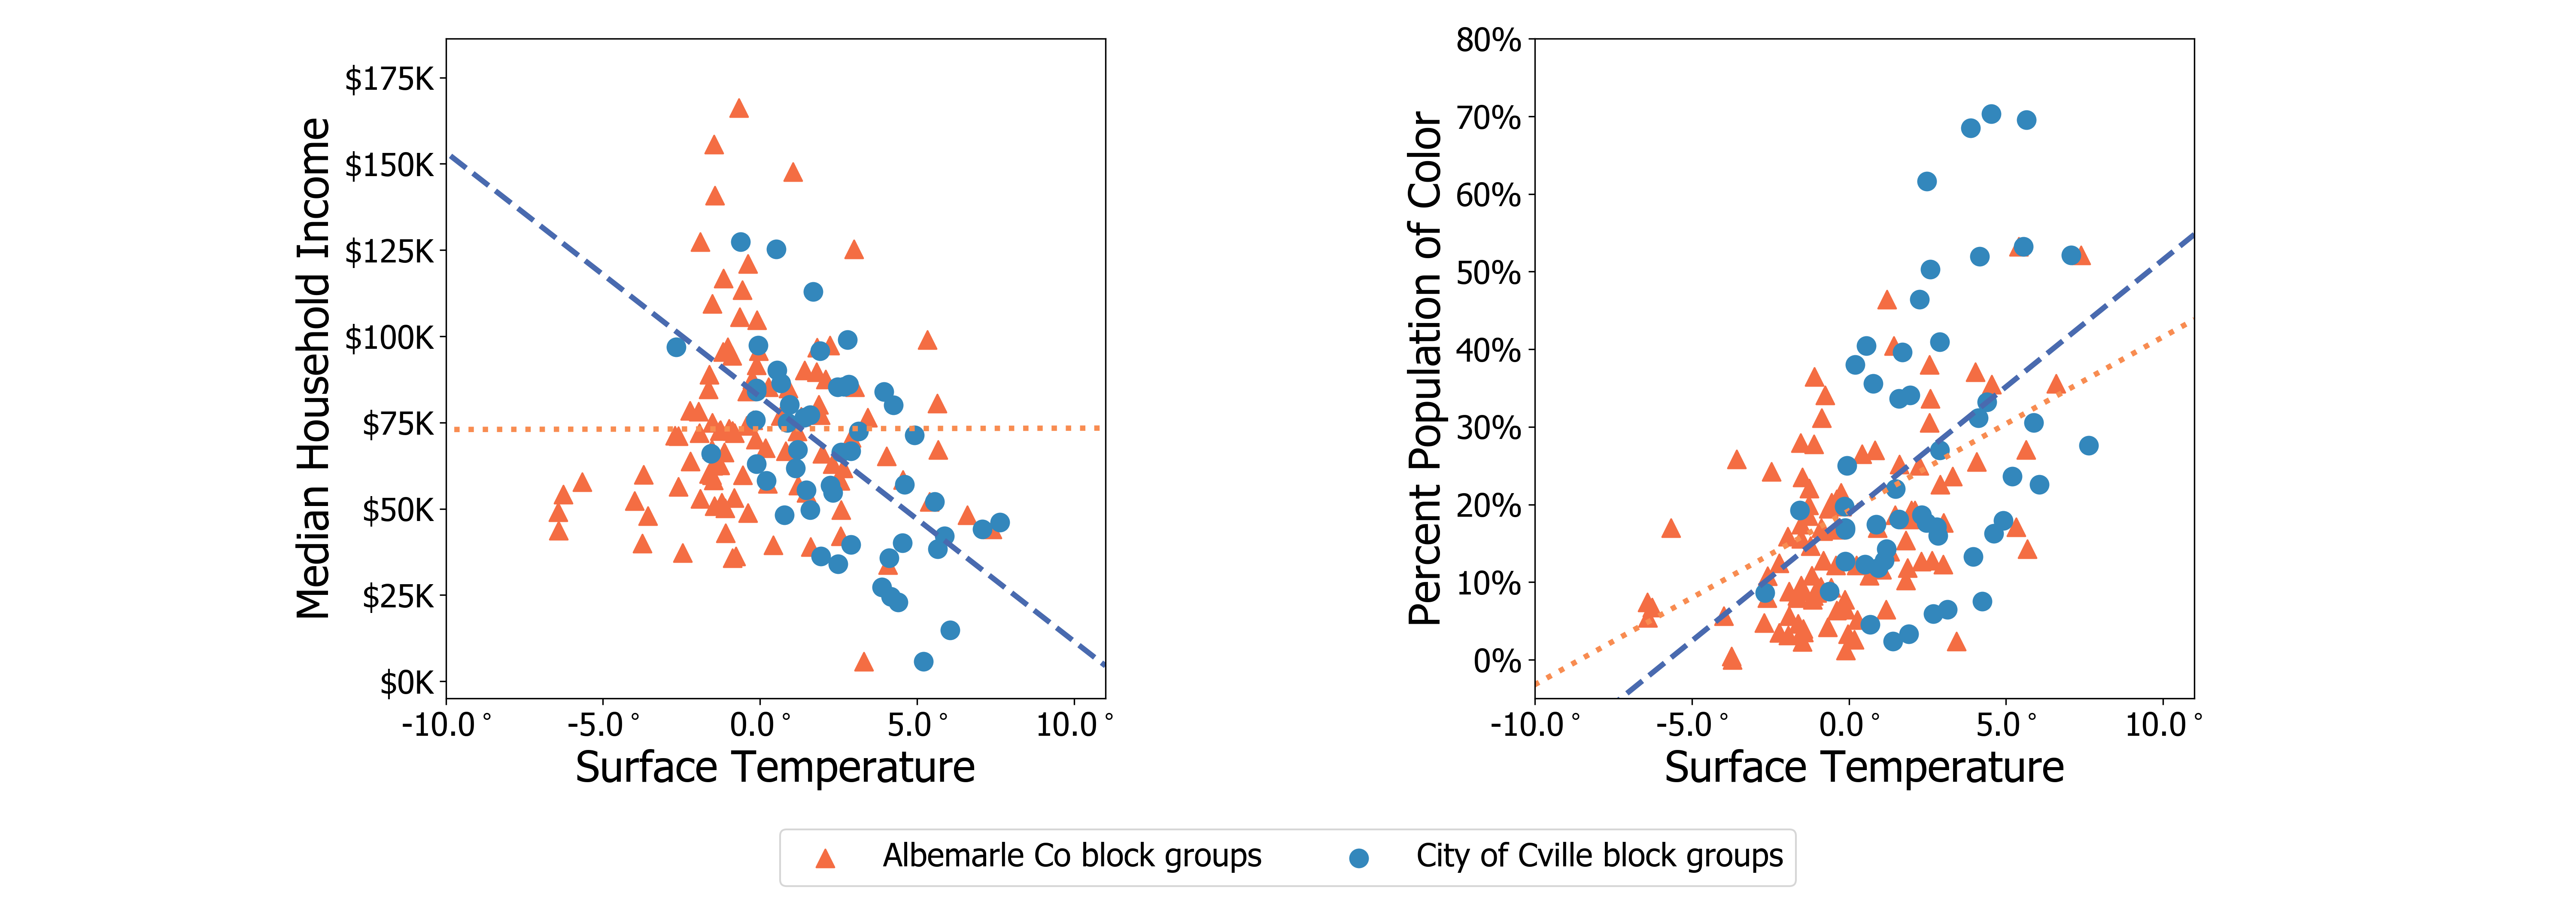 Median Household Income
$175K
$150K
$125K
$100K
$75K
$50K
$25K
$0K
-10.0° -5.0° 0.0° 5.0° 10.0°
Surface Temperature
Percent Population of Color
80%
70%
60%
50%
40%
30%
20%
10%
0%
-10.0° -5.0° 0.0° 5.0° 10.0°
Surface Temperature
Albemarle Co block groups City of Cville block groups